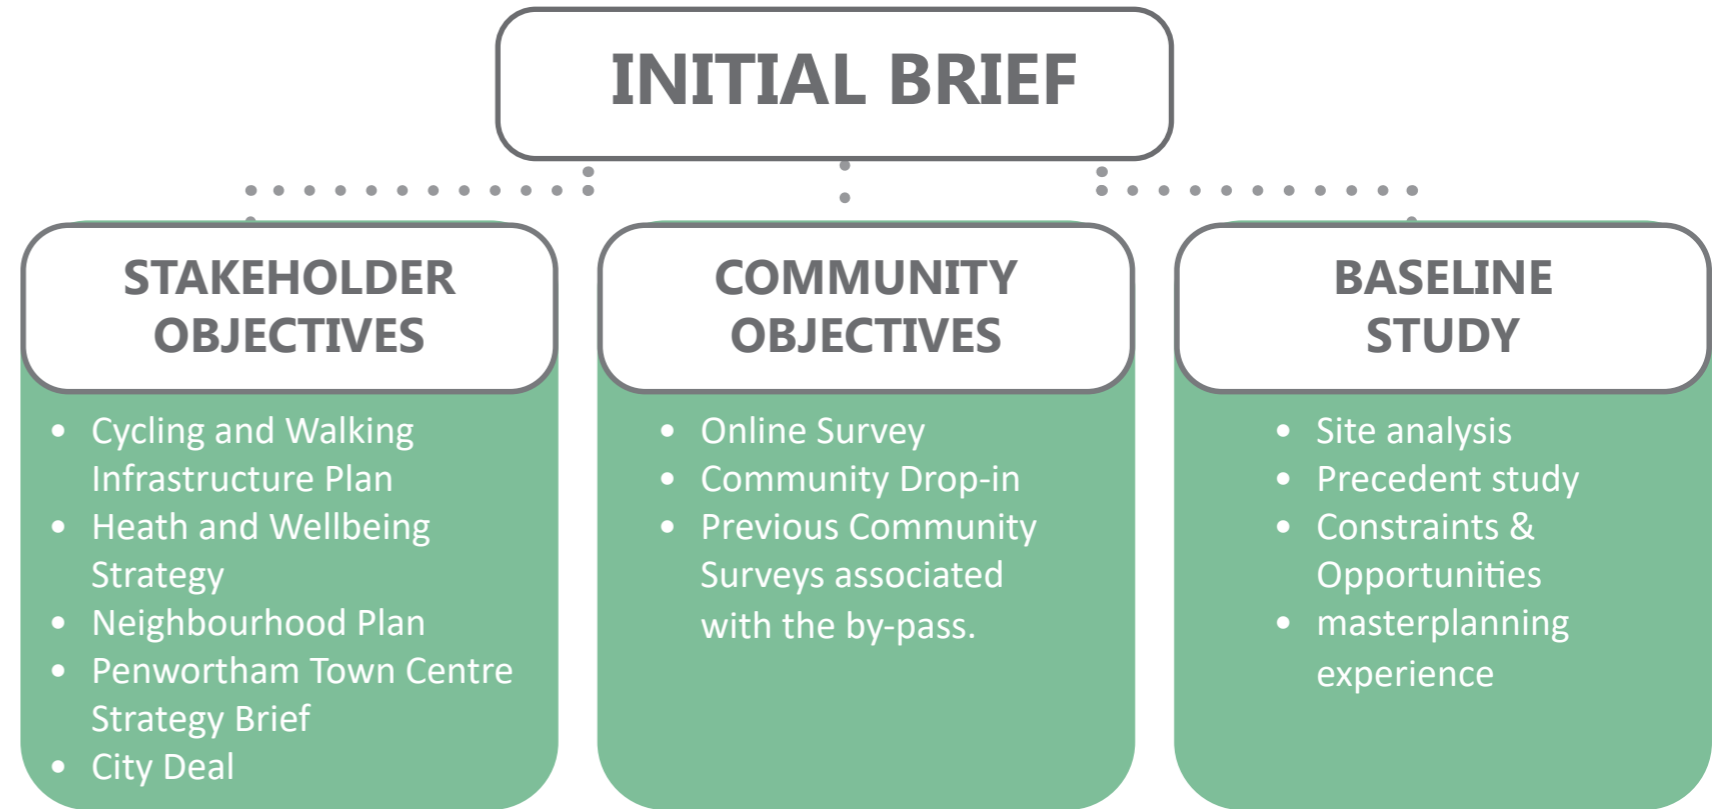 INITIAL BRIEF
STAKEHOLDER
OBJECTIVES
• Cycling and Walking
Infrastructure Plan
• Heath and Wellbeing
Strategy
• Neighbourhood Plan
• Penwortham Town Centre
Strategy Brief
• City Deal
COMMUNITY
OBJECTIVES
• Online Survey
• Community Drop-in
• Previous Community
Surveys associated
with the by-pass.
BASELINE
STUDY
• Site analysis
• Precedent study
• Constraints &
Opportunities
• masterplanning
experience